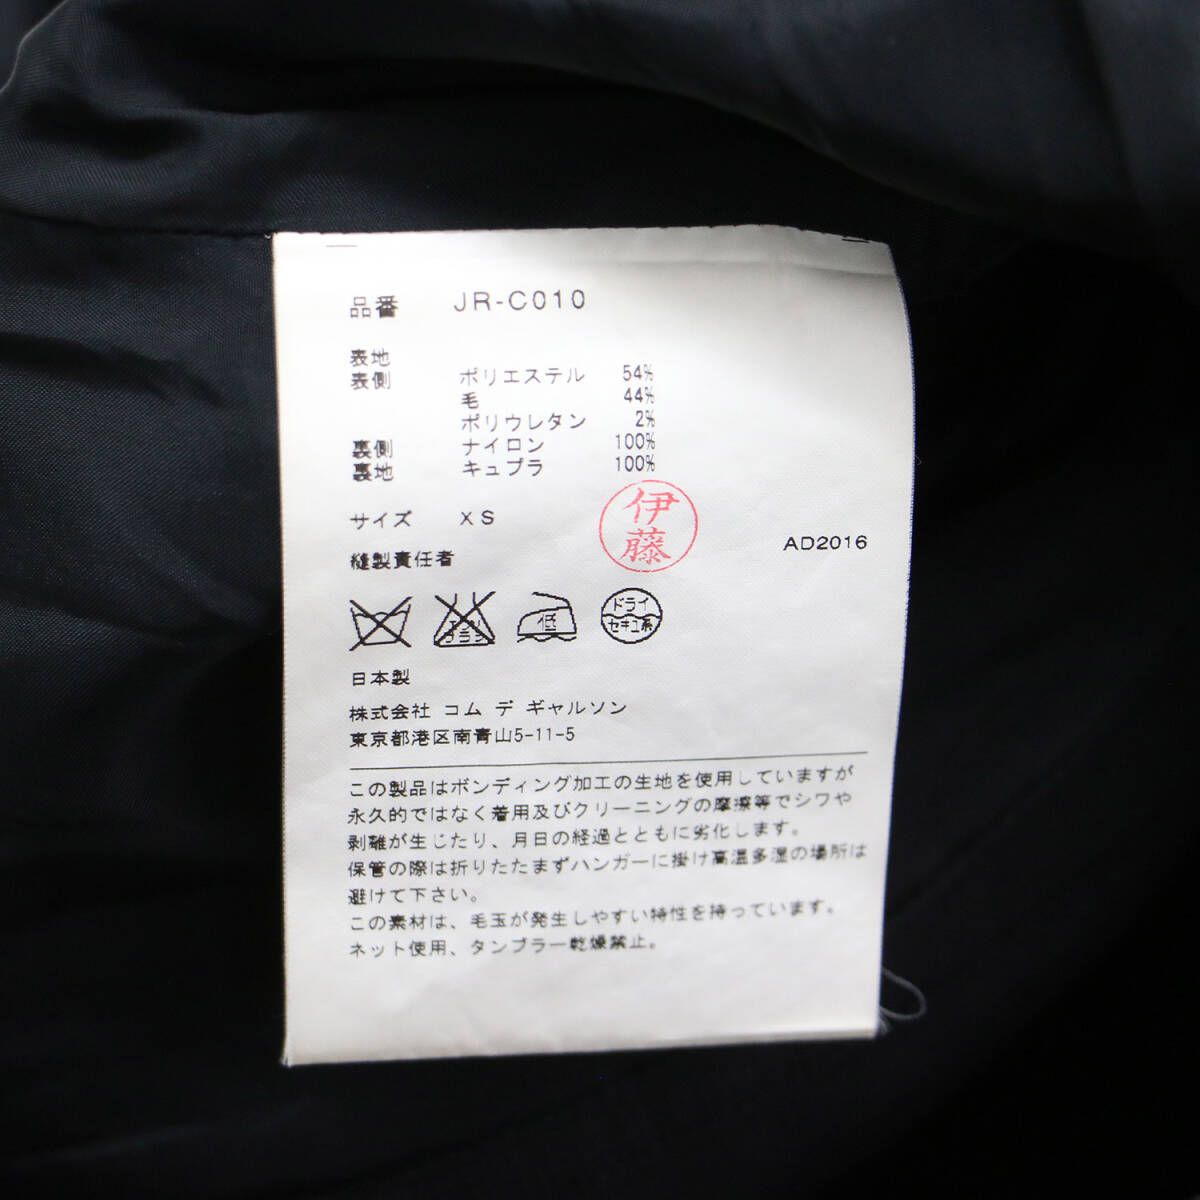 品番 JR-C010
表地
表側 ポリエステル 54%
毛 44%
ポリウレタン 2%
裏側 ナイロン 100%
裏地 キュプラ 100%
サイズ XS
伊藤
縫製責任者
AD2016
エンソ サラシ
低
ドライ
セキユ系
日本製
株式会社 コム デ ギャルソン
東京都港区南青山5-11-5
この製品はボンディング加工の生地を使用していますが
永久的ではなく着用及びクリーニングの摩擦等でシワや
剥離が生じたり、月日の経過とともに劣化します。
保管の際は折りたたまずハンガーに掛け高温多湿の場所は
避けて下さい。
この素材は、毛玉が発生しやすい特性を持っています。
ネット使用、タンブラー乾燥禁止。